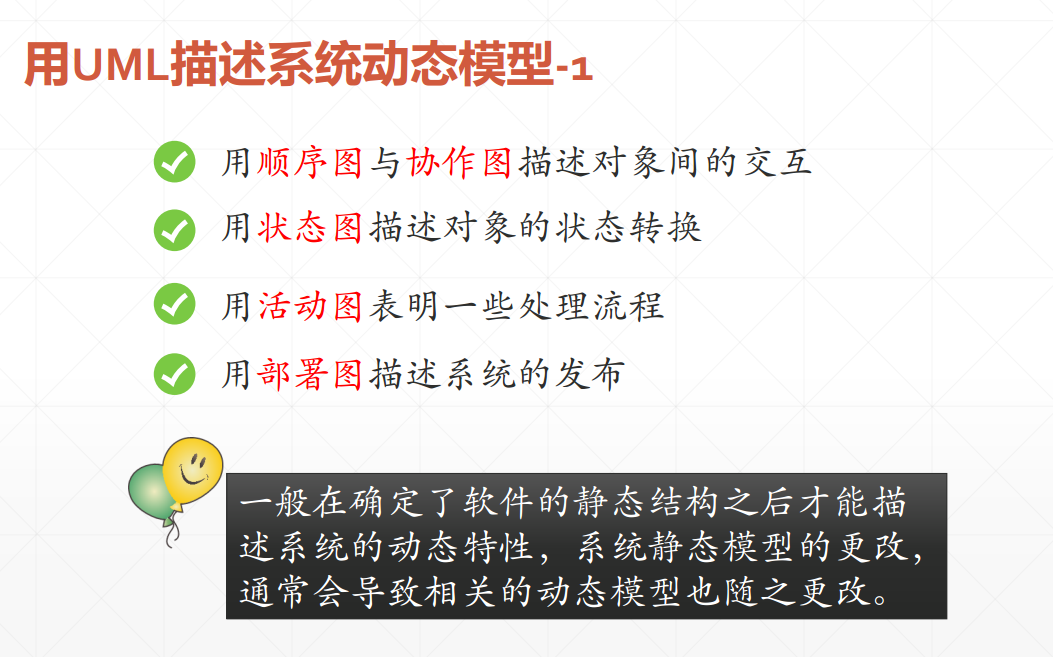 用UML描述系统动态模型-1
用顺序图与协作图描述对象间的交互
用状态图描述对象的状态转换
用活动图表明一些处理流程
用部署图描述系统的发布
一般在确定了软件的静态结构之后才能描
述系统的动态特性，系统静态模型的更改，
通常会导致相关的动态模型也随之更改。